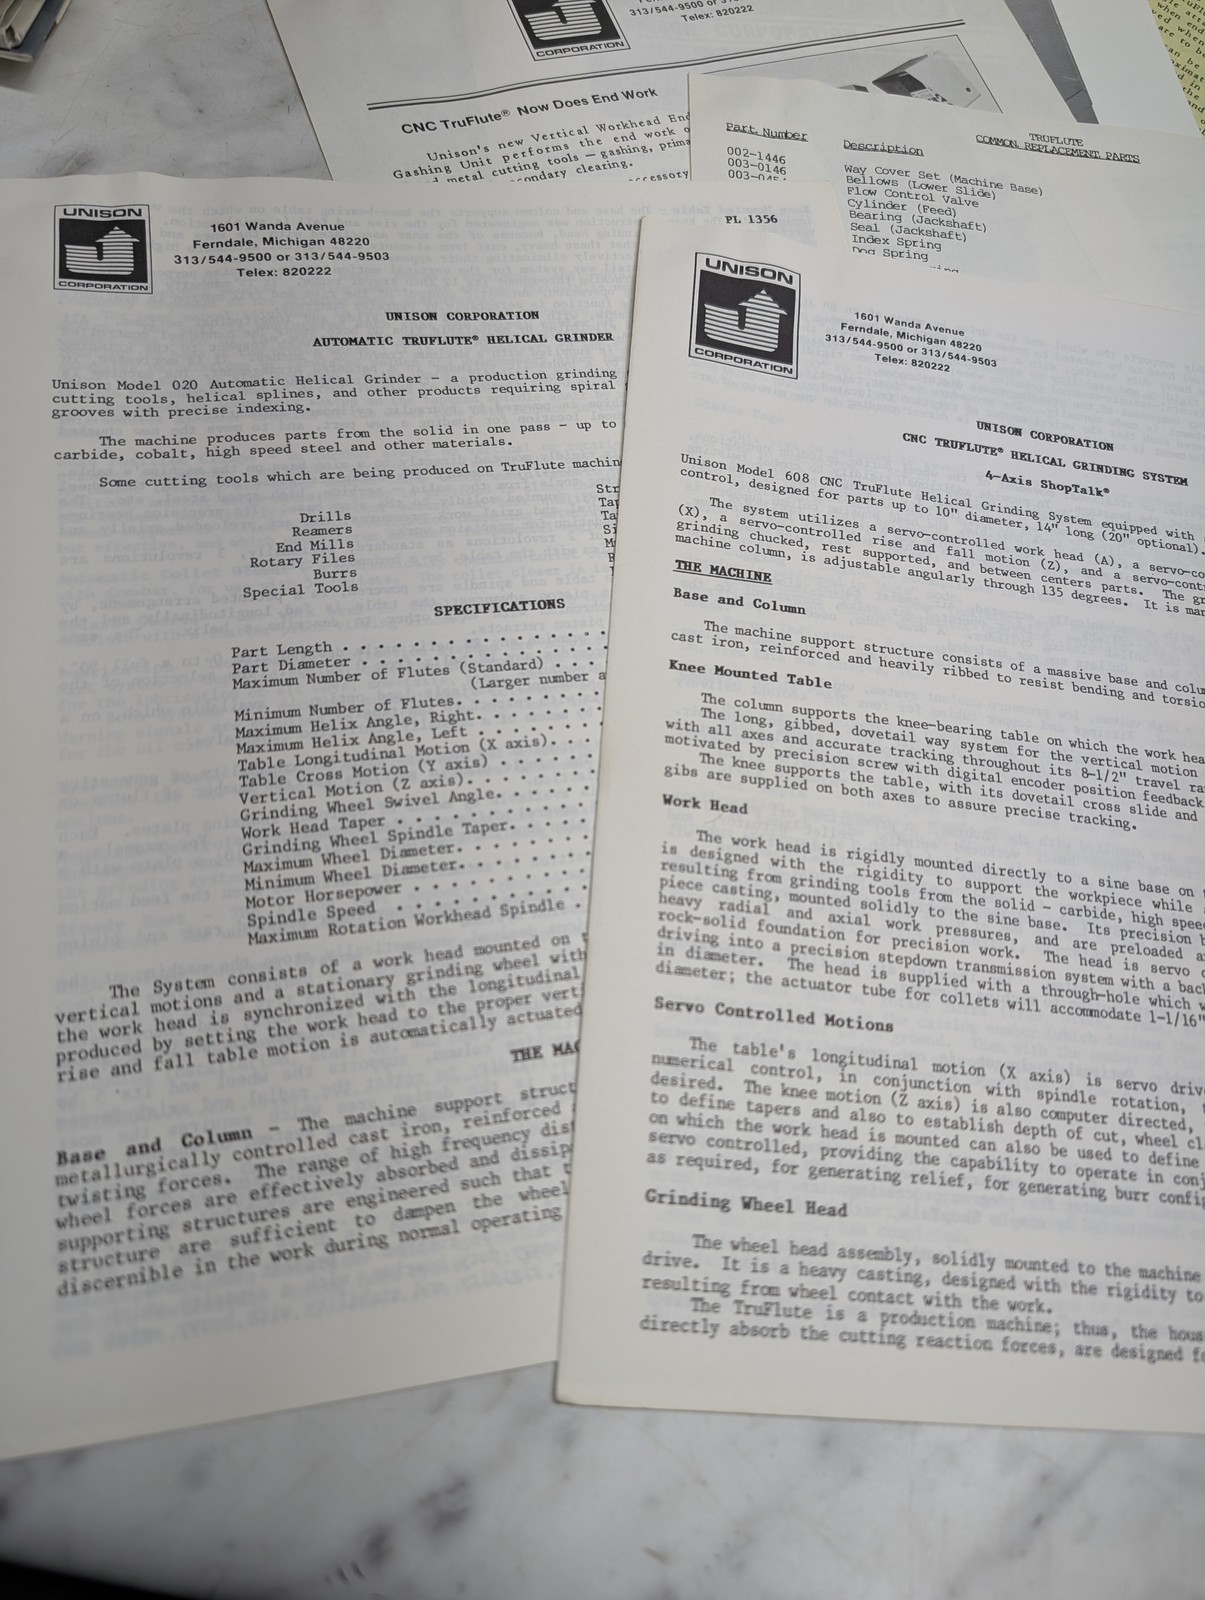 CORPORATION
313/544-9500 or
Telex: 820222
CNC TruFlute® Now Does End Work
Unison's new Vertical Workhead End
Gashing Unit performs the end work o
metal cutting tools — gashing, prima
ondary clearing.
ccessory
TRUFLUTE
COMMON REPLACEMENT PARTS
Part Number
Description
002-1446
003-0146
Way Cover Set (Machine Base)
Bellows (Lower Slide)
Flow Control Valve
Cylinder (Feed)
Bearing (Jackshaft)
Seal (Jackshaft)
Index Spring
Dog Spring
PL 1356
UNISON
CORPORATION
1601 Wanda Avenue
Ferndale, Michigan 48220
313/544-9500 or 313/544-9503
Telex: 820222
UNISON CORPORATION
AUTOMATIC TRUFLUTE® HELICAL GRINDER
Unison Model 020 Automatic Helical Grinder - a production grinding
cutting tools, helical splines, and other products requiring spiral
grooves with precise indexing.
The machine produces parts from the solid in one pass - up to
carbide, cobalt, high speed steel and other materials.
Some cutting tools which are being produced on TruFlute machin
Drills
Reamers
End Mills
Rotary Files
Burrs
Special Tools
Str
Ta
Si
SPECIFICATIONS
Part Length . . . . . . . . . . . . . .
Part Diameter . . . . . . . . . . . . .
Maximum Number of Flutes (Standard) . . . .
(Larger number a
Minimum Number of Flutes. . . . . . . .
Maximum Helix Angle, Right. . . . . . .
Maximum Helix Angle, Left . . . . . . .
Table Longitudinal Motion (X axis). . .
Table Cross Motion (Y axis) . . . . . .
Vertical Motion (Z axis). . . . . . . .
Grinding Wheel Swivel Angle. . . . . .
Work Head Taper . . . . . . . . . . .
Grinding Wheel Spindle Taper. . . . . .
Maximum Wheel Diameter. . . . . . . .
Minimum Wheel Diameter. . . . . . . .
Motor Horsepower . . . . . . . . . .
Spindle Speed . . . . . . . . . . .
Maximum Rotation Workhead Spindle .
The System consists of a work head mounted on
vertical motions and a stationary grinding wheel with
the work head is synchronized with the longitudinal
produced by setting the work head to the proper vert
rise and fall table motion is automatically actuated
THE MAC
Base and Column - The machine support struct
metallurgically controlled cast iron, reinforced
twisting forces. The range of high frequency dis
wheel forces are effectively absorbed and dissip
supporting structures are engineered such that t
structure are sufficient to dampen the wheel
discernible in the work during normal operating
UNISON
CORPORATION
1601 Wanda Avenue
Ferndale, Michigan 48220
313/544-9500 or 313/544-9503
Telex: 820222
UNISON CORPORATION
CNC TRUFLUTE® HELICAL GRINDING SYSTEM
4-Axis ShopTalk®
Unison Model 608 CNC TruFlute Helical Grinding System equipped with
control, designed for parts up to 10" diameter, 14" long (20" optional).
The system utilizes a servo-controlled work head (A), a servo-co
(X), a servo-controlled rise and fall motion (Z), and a servo-cont
grinding chucked, rest supported, and between centers parts. The gr
machine column, is adjustable angularly through 135 degrees. It is man
THE MACHINE
Base and Column
The machine support structure consists of a massive base and colum
cast iron, reinforced and heavily ribbed to resist bending and torsio
Knee Mounted Table
The column supports the knee-bearing table on which the work hea
The long, gibbed, dovetail way system for the vertical motion
with all axes and accurate tracking throughout its 8-1/2" travel ra
motivated by precision screw with digital encoder position feedback
The knee supports the table, with its dovetail cross slide and
gibs are supplied on both axes to assure precise tracking.
Work Head
The work head is rigidly mounted directly to a sine base on
is designed with the rigidity to support the workpiece while
resulting from grinding tools from the solid - carbide, high speed
piece casting, mounted solidly to the sine base. Its precision b
heavy radial and axial work pressures, and are preloaded a
rock-solid foundation for precision work. The head is servo
driving into a precision stepdown transmission system with a back
in diameter. The head is supplied with a through-hole which w
diameter; the actuator tube for collets will accommodate 1-1/16"
Servo Controlled Motions
The table's longitudinal motion (X axis) is servo drive
numerical control, in conjunction with spindle rotation,
desired. The knee motion (Z axis) is also computer directed,
to define tapers and also to establish depth of cut, wheel cl
on which the work head is mounted can also be used to define
servo controlled, providing the capability to operate in conj
as required, for generating relief, for generating burr config
Grinding Wheel Head
The wheel head assembly, solidly mounted to the machine
drive. It is a heavy casting, designed with the rigidity to
resulting from wheel contact with the work.
The TruFlute is a production machine; thus, the hous
directly absorb the cutting reaction forces, are designed fo